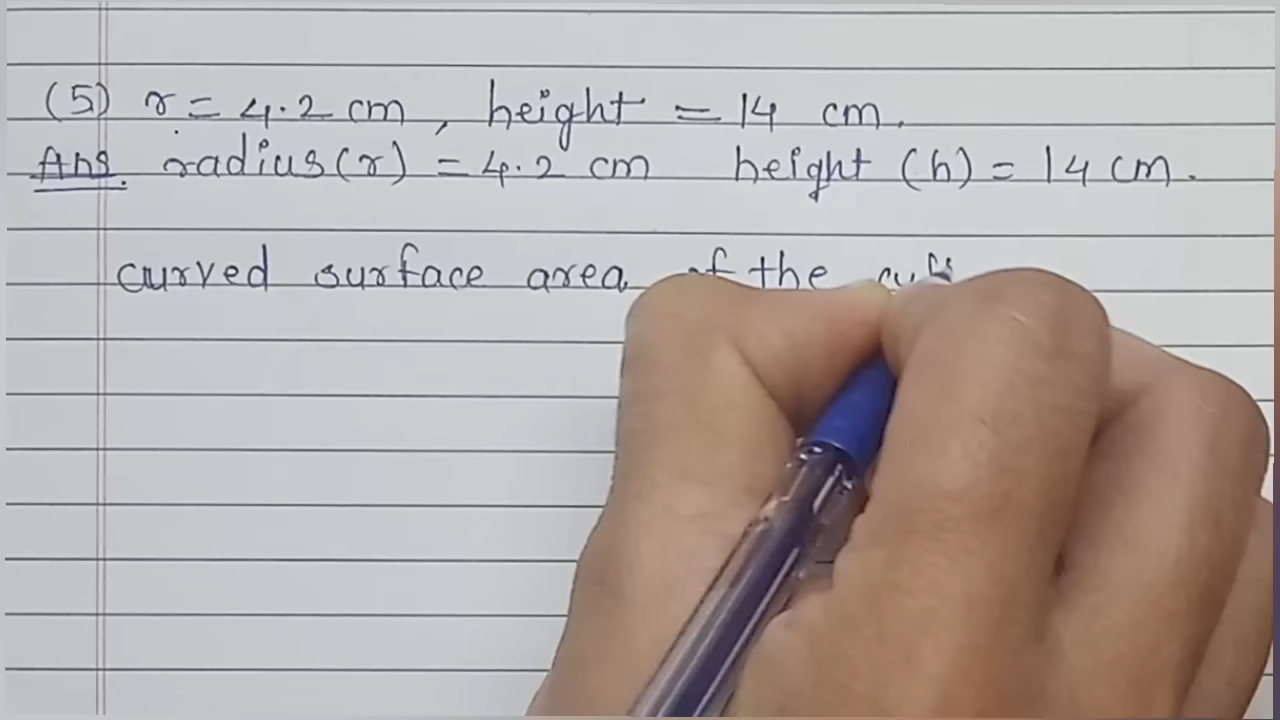 (5) r = 4.2 cm, height = 14 cm.
Ans. radius(r) = 4.2 cm height (h) = 14 cm.
curved surface area of the